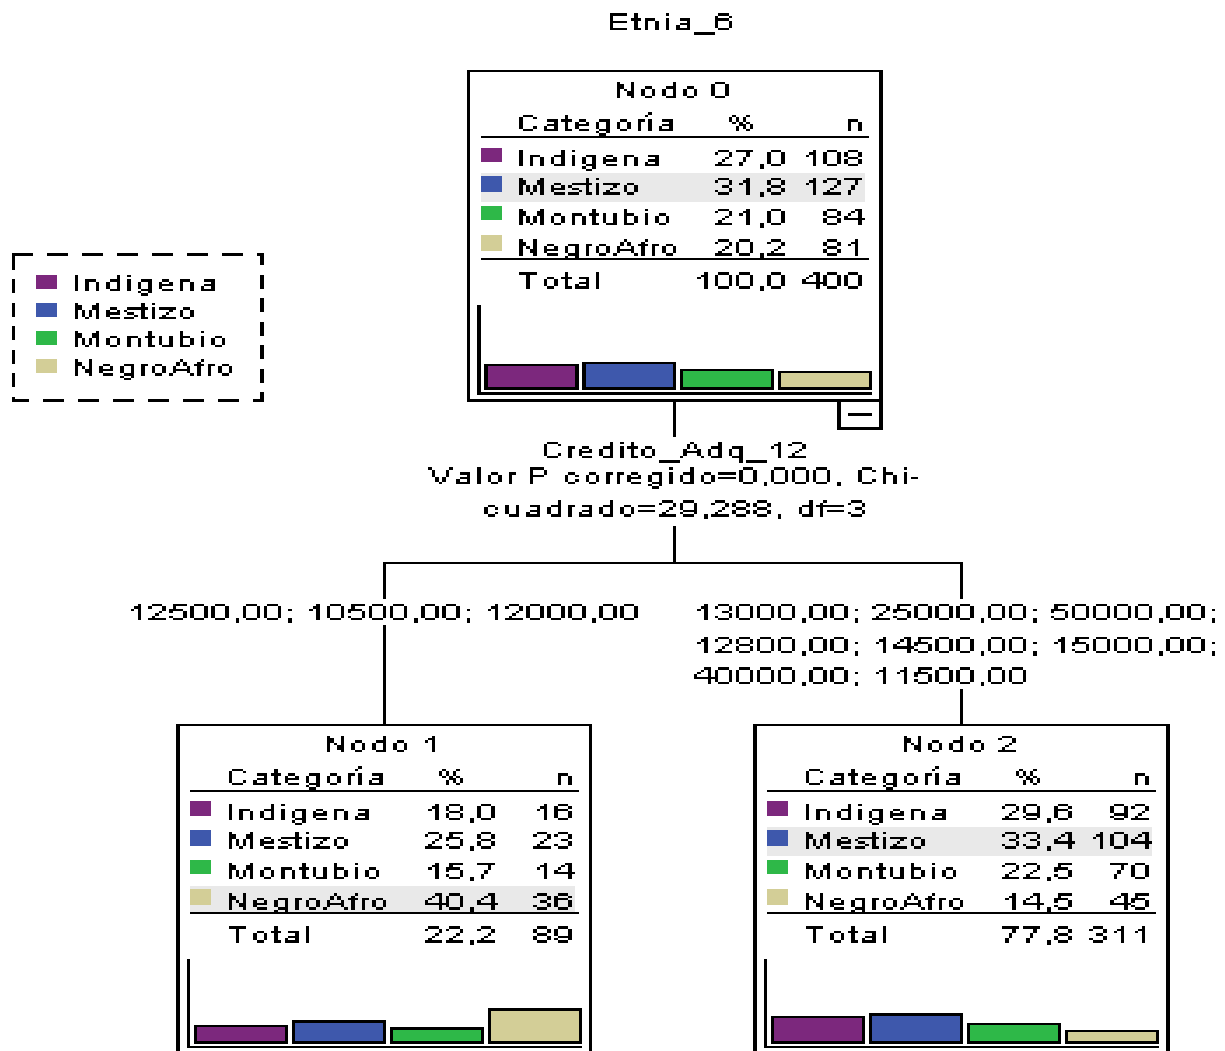 Etnia_6
Nodo 0
Categoría % n
Indigena 27,0 108
Mestizo 31,8 127
Montubio 21,0 84
NegroAfro 20,2 81
Total 100,0 400
Indigena
Mestizo
Montubio
NegroAfro
Credito_Adq_12
Valor P corregido=0,000, Chi-
cuadrado=29,288, df=3
12500,00; 10500,00; 12000,00
13000,00; 25000,00; 50000,00;
12800,00; 14500,00; 15000,00;
40000,00; 11500,00
Nodo 1
Categoría % n
Indigena 18,0 16
Mestizo 25,8 23
Montubio 15,7 14
NegroAfro 40,4 36
Total 22,2 89
Nodo 2
Categoría % n
Indigena 29,6 92
Mestizo 33,4 104
Montubio 22,5 70
NegroAfro 14,5 45
Total 77,8 311